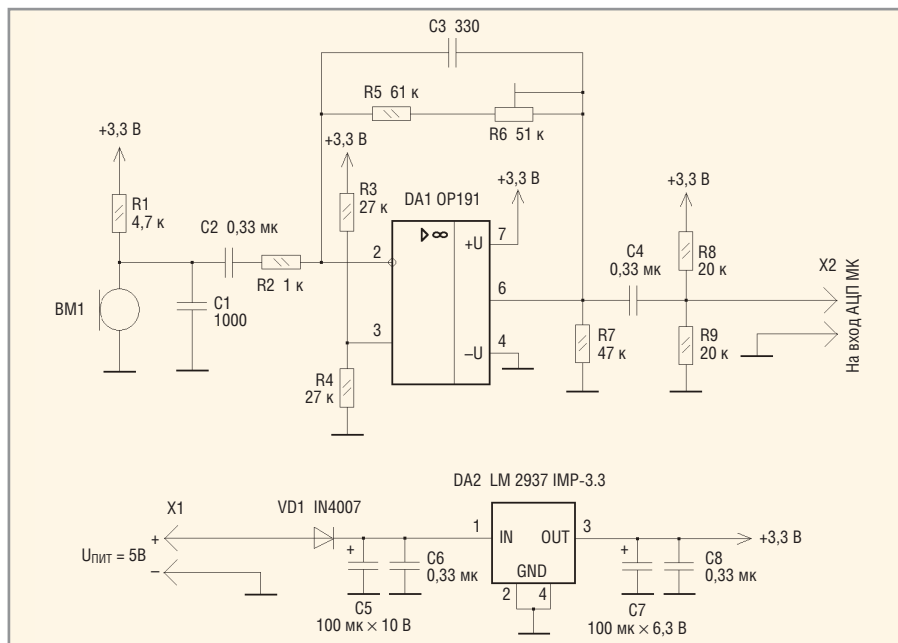 C3 330
R5 61 к
R6 51 к
+3,3 В
R1
4,7 к
C2 0,33 мк
R2 1 к
BM1
C1
1000
+3,3 В
R3
27 к
R4
27 к
DA1 OP191
▷ ∞
+U
–U
2
3
7
6
4
+3,3 В
C4
0,33 мк
R7
47 к
+3,3 В
R8
20 к
R9
20 к
X2
На вход АЦП МК
X1
+
Uпит = 5В
–
VD1 IN4007
+
C5
100 мк × 10 В
C6
0,33 мк
DA2 LM 2937 IMP-3.3
1
IN OUT
3
GND
2 4
+
C7
100 мк × 6,3 В
C8
0,33 мк
+3,3 В